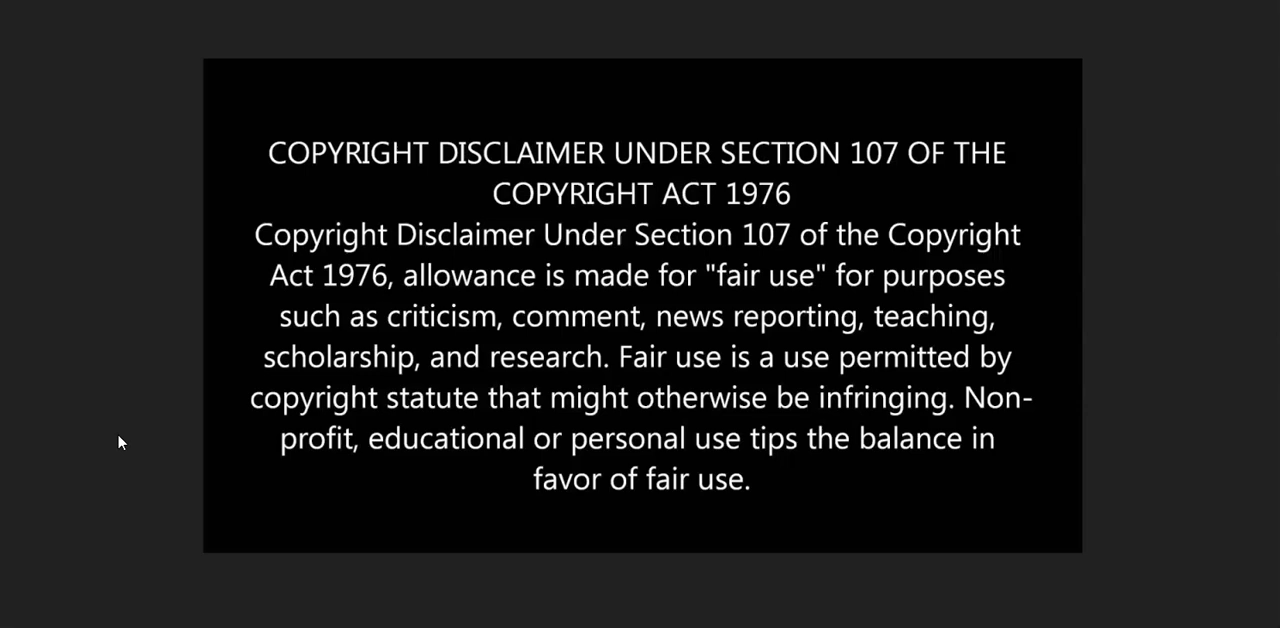 COPYRIGHT DISCLAIMER UNDER SECTION 107 OF THE
COPYRIGHT ACT 1976
Copyright Disclaimer Under Section 107 of the Copyright
Act 1976, allowance is made for "fair use" for purposes
such as criticism, comment, news reporting, teaching,
scholarship, and research. Fair use is a use permitted by
copyright statute that might otherwise be infringing. Non-
profit, educational or personal use tips the balance in
favor of fair use.